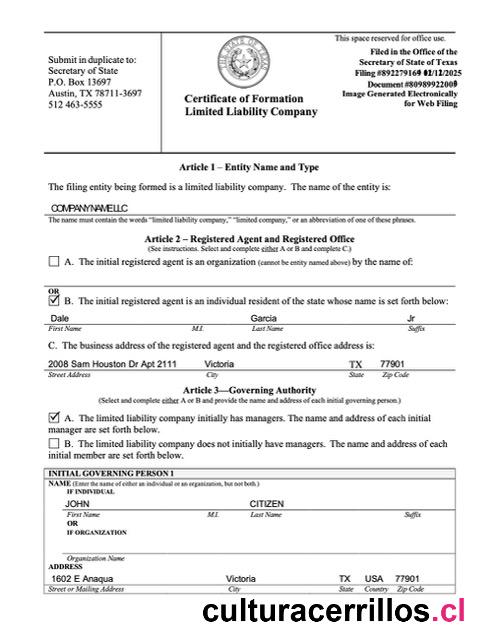 This space reserved for office use.
Submit in duplicate to:
Secretary of State
P.O. Box 13697
Austin, TX 78711-3697
512 463-5555
Certificate of Formation
Limited Liability Company
Filed in the Office of the
Secretary of State of Texas
Filing #892279160 02/12/2025
Document #8098992200
Image Generated Electronically
for Web Filing
Article 1 – Entity Name and Type
The filing entity being formed is a limited liability company. The name of the entity is:
COMPANYNAMELLC
The name must contain the words "limited liability company," "limited company," or an abbreviation of one of these phrases.
Article 2 – Registered Agent and Registered Office
(See instructions. Select and complete either A or B and complete C.)
A. The initial registered agent is an organization (cannot be entity named above) by the name of:
OR
B. The initial registered agent is an individual resident of the state whose name is set forth below:
Dale Garcia Jr
First Name M.I. Last Name Suffix
C. The business address of the registered agent and the registered office address is:
2008 Sam Houston Dr Apt 2111 Victoria TX 77901
Street Address City State Zip Code
Article 3—Governing Authority
(Select and complete either A or B and provide the name and address of each initial governing person.)
A. The limited liability company initially has managers. The name and address of each initial
manager are set forth below.
B. The limited liability company does not initially have managers. The name and address of each
initial member are set forth below.
INITIAL GOVERNING PERSON 1
NAME (Enter the name of either an individual or an organization, but not both.)
IF INDIVIDUAL
JOHN CITIZEN
First Name M.I. Last Name Suffix
OR
IF ORGANIZATION
Organization Name
ADDRESS
1602 E Anaqua Victoria TX USA 77901
Street or Mailing Address City State Country Zip Code
culturacerrillos.cl